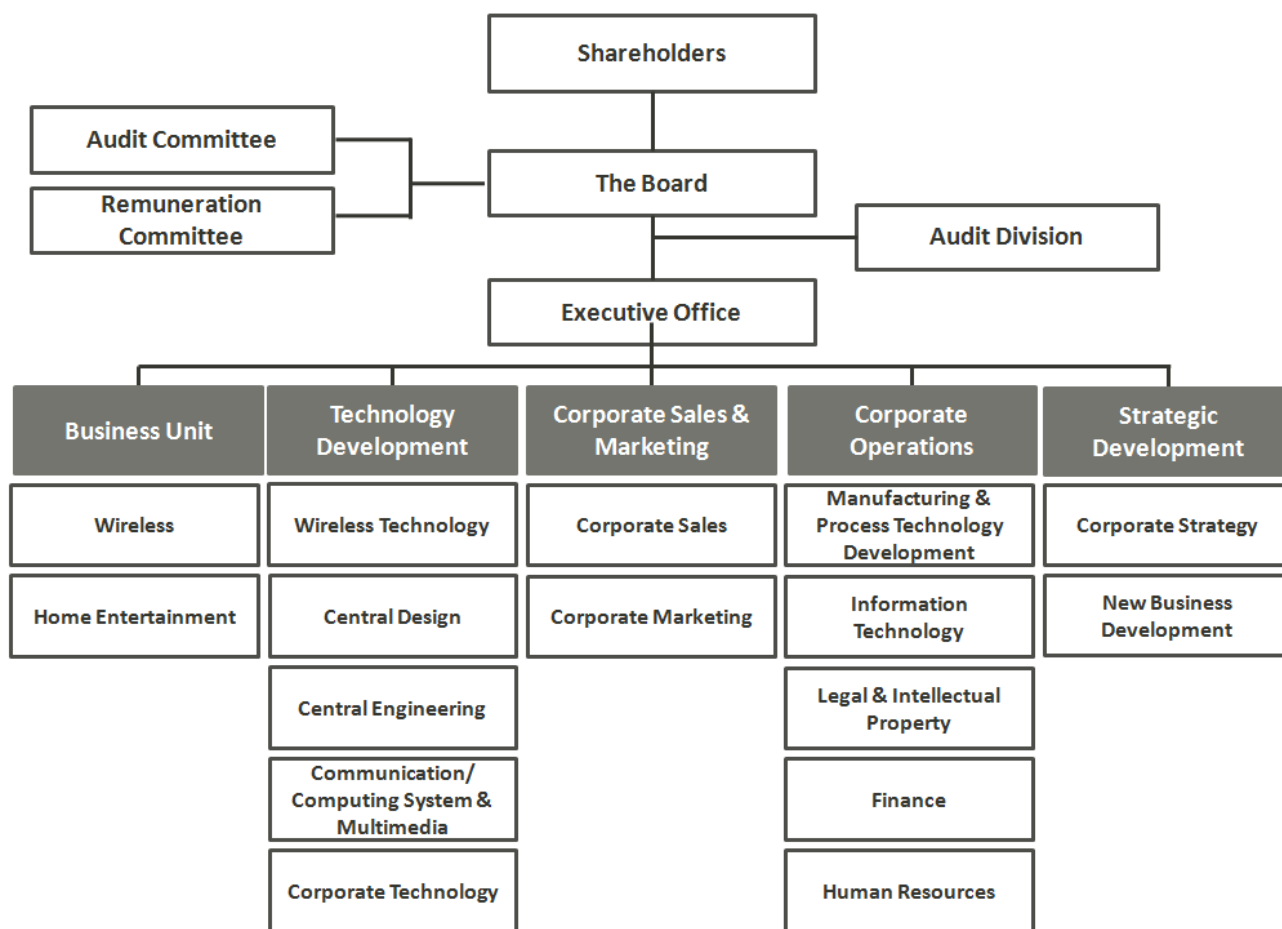 Shareholders
Audit Committee
The Board
Remuneration
Committee
Audit Division
Executive Office
Business Unit
Technology
Development
Corporate Sales &
Marketing
Corporate
Operations
Strategic
Development
Wireless
Wireless Technology
Corporate Sales
Manufacturing &
Process Technology
Development
Corporate Strategy
Home Entertainment
Central Design
Corporate Marketing
Information
Technology
New Business
Development
Central Engineering
Legal & Intellectual
Property
Communication/
Computing System &
Multimedia
Finance
Corporate Technology
Human Resources